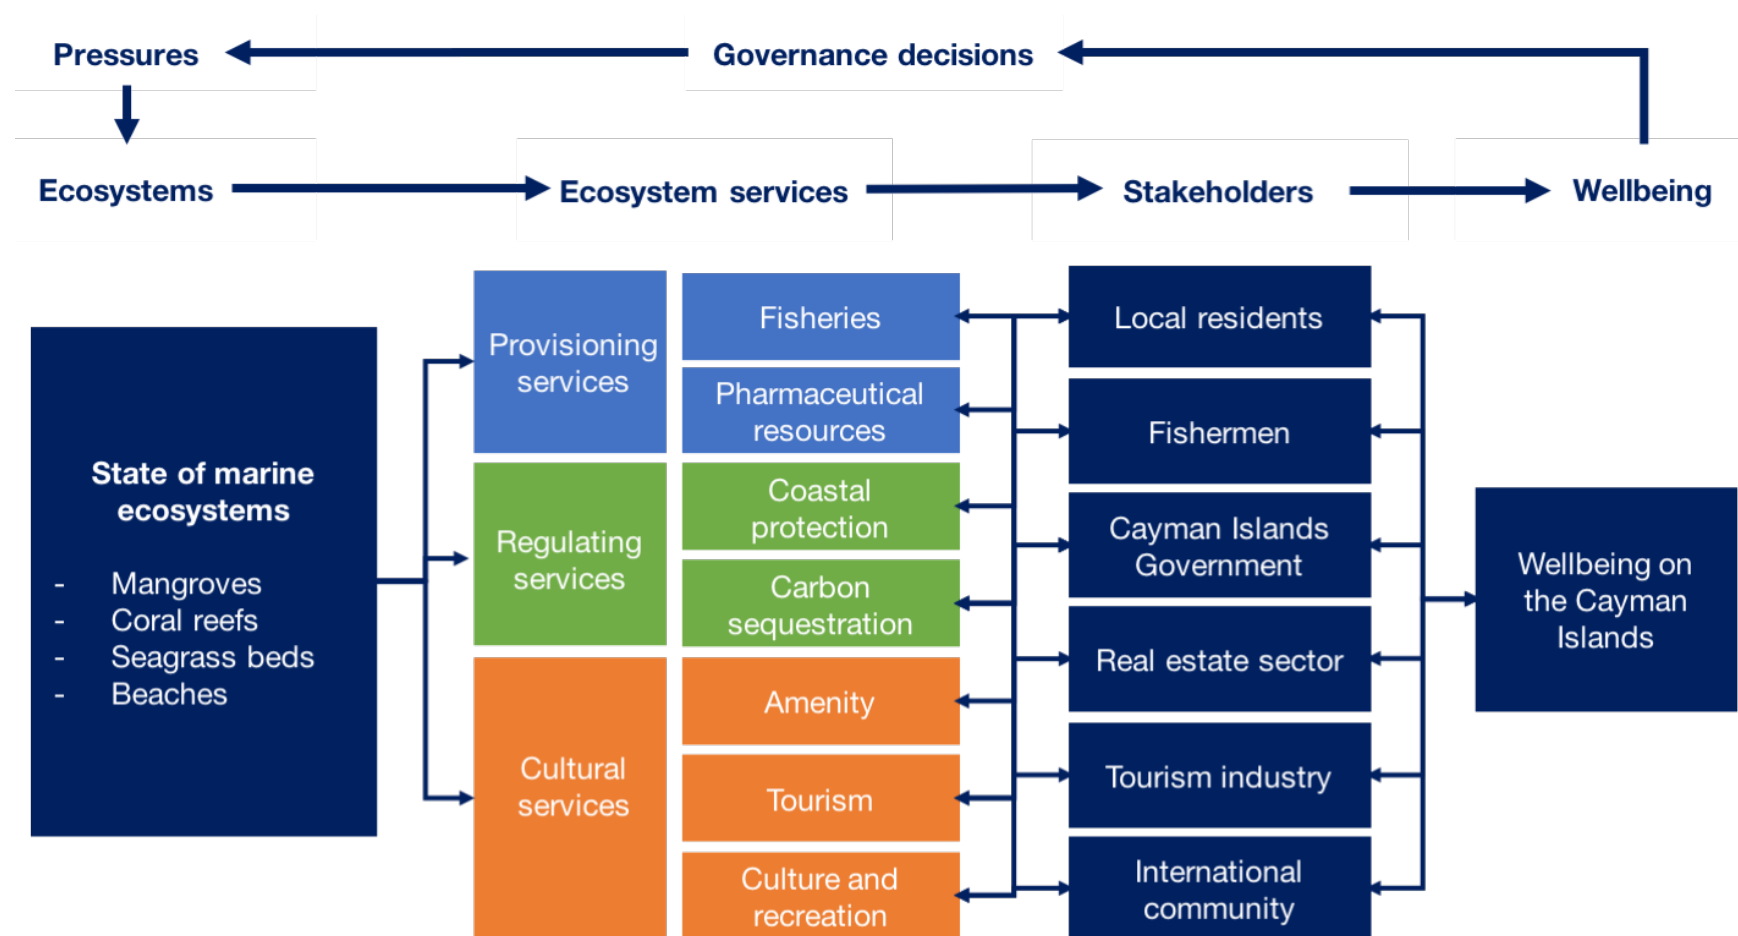 Pressures
Governance decisions
Ecosystems
Ecosystem services
Stakeholders
Wellbeing
State of marine
ecosystems
- Mangroves
- Coral reefs
- Seagrass beds
- Beaches
Provisioning
services
Regulating
services
Cultural
services
Fisheries
Pharmaceutical
resources
Coastal
protection
Carbon
sequestration
Amenity
Tourism
Culture and
recreation
Local residents
Fishermen
Cayman Islands
Government
Real estate sector
Tourism industry
International
community
Wellbeing on
the Cayman
Islands